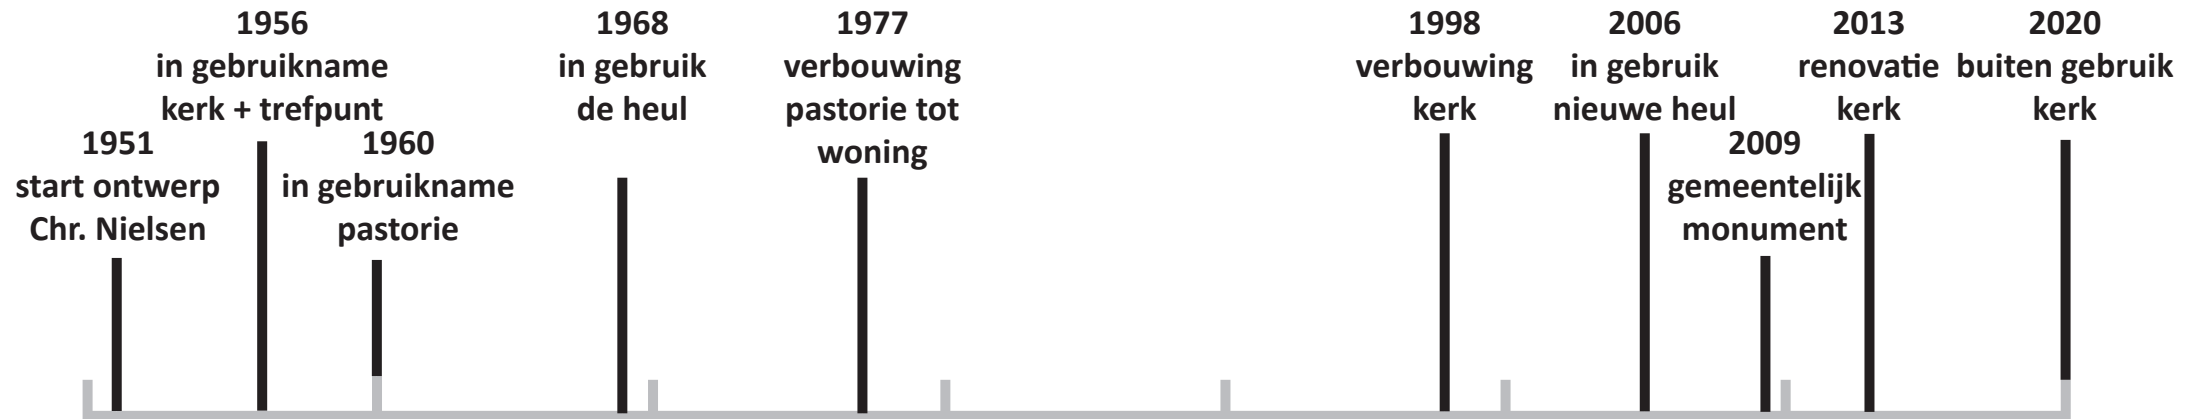 1951
start ontwerp
Chr. Nielsen
1956
in gebruikname
kerk + trefpunt
1960
in gebruikname
pastorie
1968
in gebruik
de heul
1977
verbouwing
pastorie tot
woning
1998
verbouwing
kerk
2006
in gebruik
nieuwe heul
2009
gemeentelijk
monument
2013
renovatie
kerk
2020
buiten gebruik
kerk